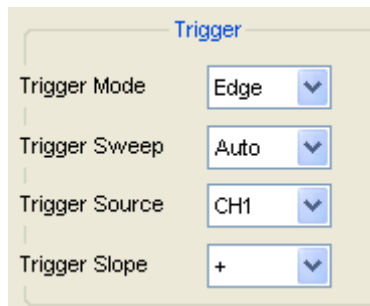 Trigger
Trigger Mode Edge
Trigger Sweep Auto
Trigger Source CH1
Trigger Slope +